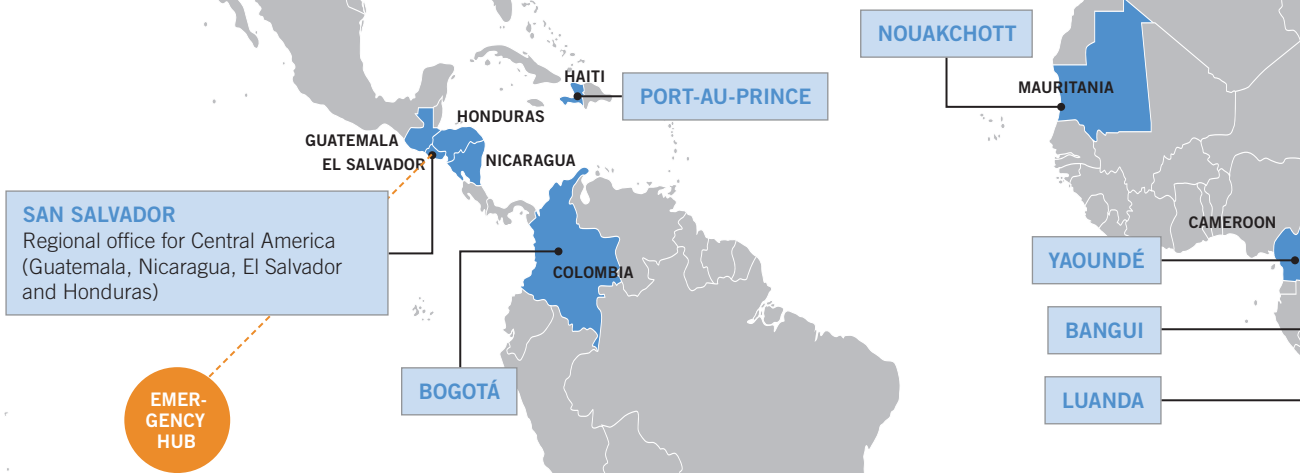 NOUAKCHOTT
HAITI
MAURITANIA
PORT-AU-PRINCE
HONDURAS
GUATEMALA
EL SALVADOR
NICARAGUA
SAN SALVADOR
Regional office for Central America
(Guatemala, Nicaragua, El Salvador
and Honduras)
CAMEROON
YAOUNDÉ
COLOMBIA
BANGUI
BOGOTÁ
LUANDA
EMER-
GENCY
HUB